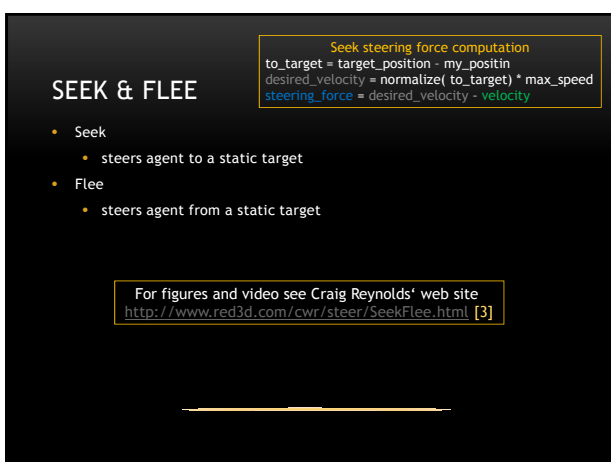 Seek steering force computation
to_target = target_position - my_positin
desired_velocity = normalize( to_target) * max_speed
steering_force = desired_velocity - velocity
SEEK & FLEE
• Seek
• steers agent to a static target
• Flee
• steers agent from a static target
For figures and video see Craig Reynolds‘ web site
http://www.red3d.com/cwr/steer/SeekFlee.html [3]